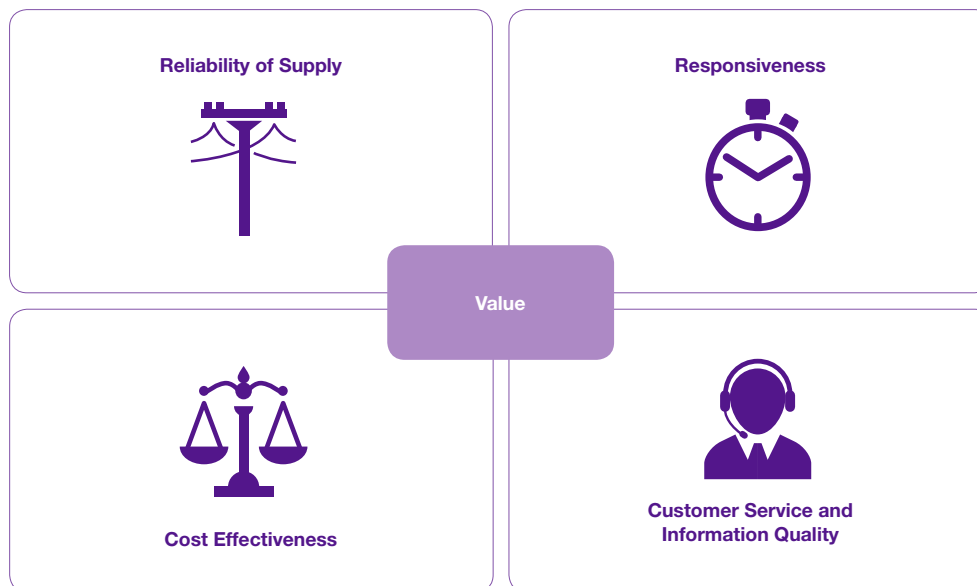 Reliability of Supply
Responsiveness
Value
Cost Effectiveness
Customer Service and
Information Quality